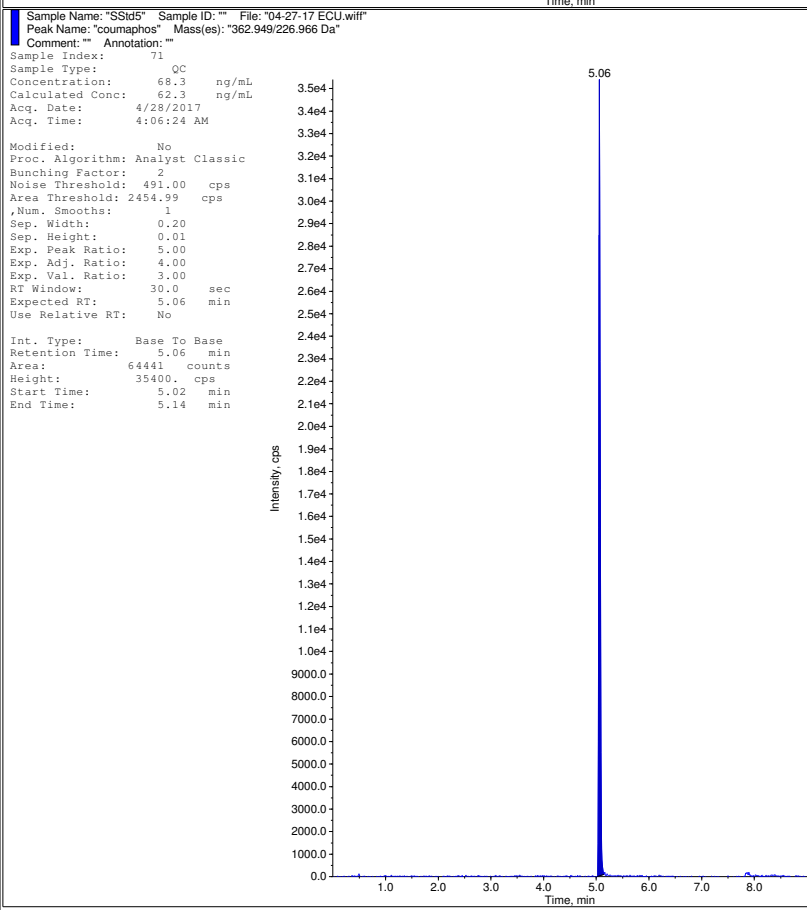 Time, min
Sample Name: "SStd5" Sample ID: "" File: "04-27-17 ECU.wiff"
Peak Name: "coumaphos" Mass(es): "362.949/226.966 Da"
Comment: "" Annotation: ""
Sample Index: 71
Sample Type: QC
Concentration: 68.3 ng/mL
Calculated Conc: 62.3 ng/mL
Acq. Date: 4/28/2017
Acq. Time: 4:06:24 AM
Modified: No
Proc. Algorithm: Analyst Classic
Bunching Factor: 2
Noise Threshold: 491.00 cps
Area Threshold: 2454.99 cps
,Num. Smooths: 1
Sep. Width: 0.20
Sep. Height: 0.01
Exp. Peak Ratio: 5.00
Exp. Adj. Ratio: 4.00
Exp. Val. Ratio: 3.00
RT Window: 30.0 sec
Expected RT: 5.06 min
Use Relative RT: No
Int. Type: Base To Base
Retention Time: 5.06 min
Area: 64441 counts
Height: 35400. cps
Start Time: 5.02 min
End Time: 5.14 min
5.06
3.5e4
3.4e4
3.3e4
3.2e4
3.1e4
3.0e4
2.9e4
2.8e4
2.7e4
2.6e4
2.5e4
2.4e4
2.3e4
2.2e4
2.1e4
2.0e4
1.9e4
1.8e4
1.7e4
1.6e4
1.5e4
1.4e4
1.3e4
1.2e4
1.1e4
1.0e4
9000.0
8000.0
7000.0
6000.0
5000.0
4000.0
3000.0
2000.0
1000.0
0.0
Intensity, cps
1.0 2.0 3.0 4.0 5.0 6.0 7.0 8.0
Time, min